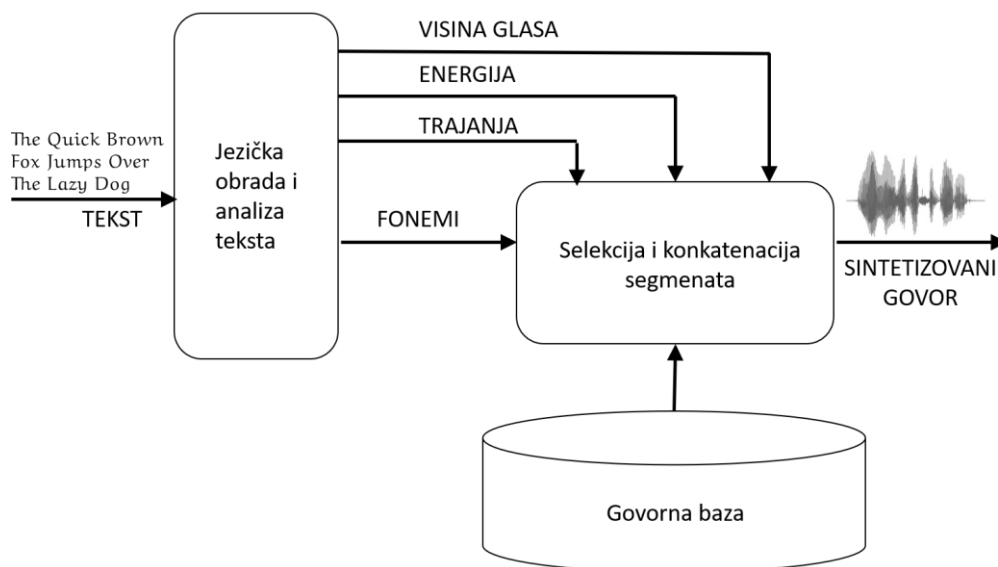 VISINA GLASA
ENERGIJA
TRAJANJA
The Quick Brown
Fox Jumps Over
The Lazy Dog
TEKST
Jezička
obrada i
analiza
teksta
FONEMI
Selekcija i konkatenacija
segmenata
SINTETIZOVANI
GOVOR
Govorna baza